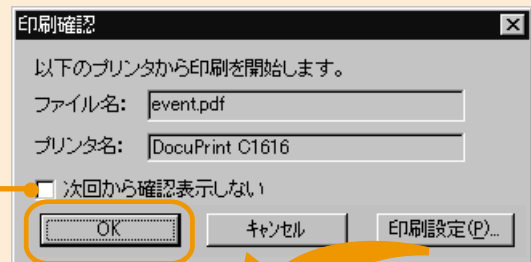 印刷確認
以下のプリンタから印刷を開始します。
ファイル名: event.pdf
プリンタ名: DocuPrint C1616
次回から確認表示しない
OK キャンセル 印刷設定(P)...